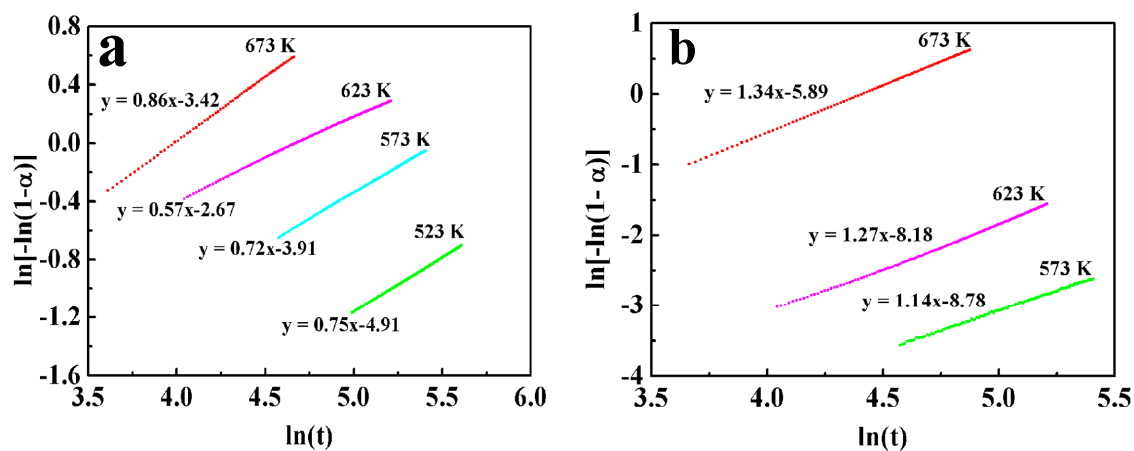 a
0.8
0.4
0.0
-0.4
-0.8
-1.2
-1.6
ln[-ln(1-α)]
673 K
y = 0.86x-3.42
623 K
573 K
y = 0.57x-2.67
y = 0.72x-3.91
523 K
y = 0.75x-4.91
3.5 4.0 4.5 5.0 5.5 6.0
ln(t)
b
1
0
-1
-2
-3
-4
ln[-ln(1- α)]
673 K
y = 1.34x-5.89
623 K
y = 1.27x-8.18
573 K
y = 1.14x-8.78
3.5 4.0 4.5 5.0 5.5
ln(t)